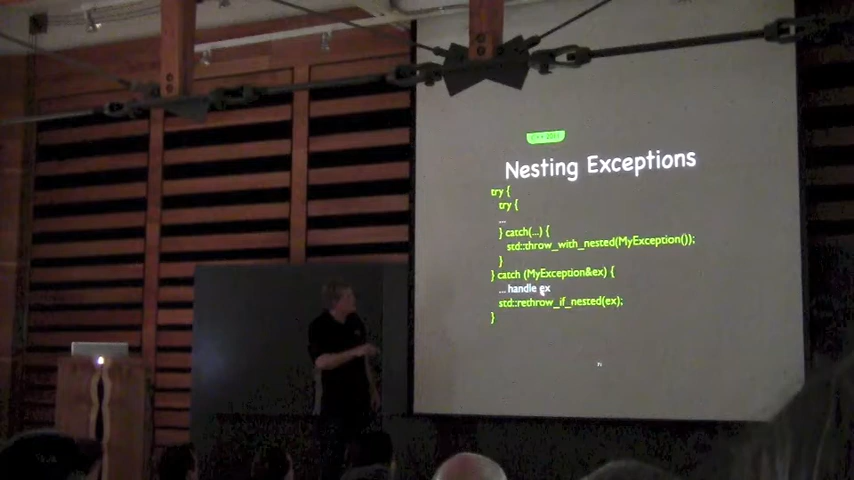 C++ 2011
Nesting Exceptions
try {
try {
...
} catch(...) {
std::throw_with_nested(MyException());
}
} catch (MyException&ex) {
... handle ex
std::rethrow_if_nested(ex);
}